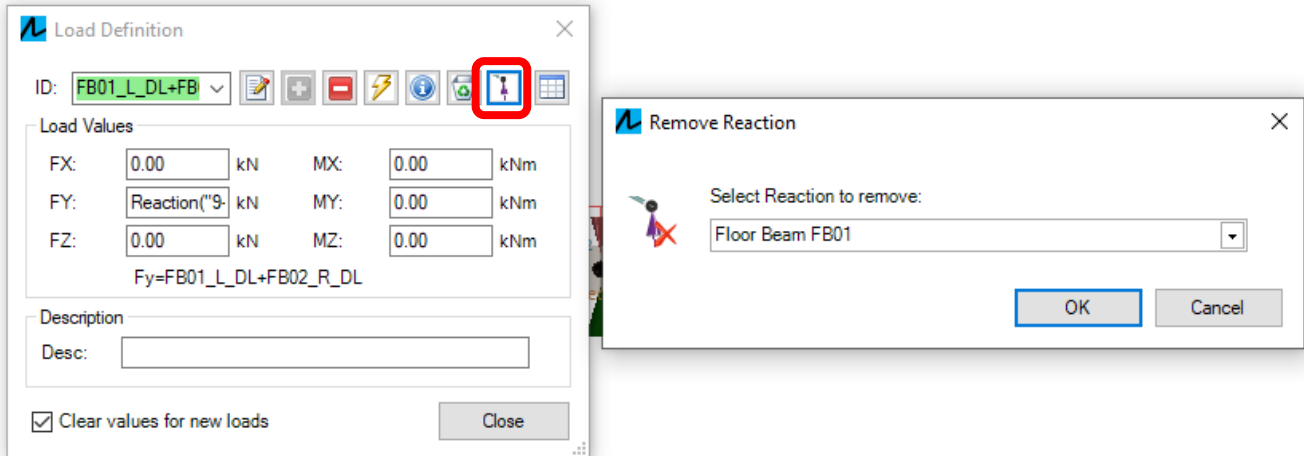 Load Definition
ID: FB01_L_DL+FB
Load Values
FX: 0.00 kN MX: 0.00 kNm
FY: Reaction("9- kN MY: 0.00 kNm
FZ: 0.00 kN MZ: 0.00 kNm
Fy=FB01_L_DL+FB02_R_DL
Description
Desc:
Clear values for new loads
Close
Remove Reaction
Select Reaction to remove:
Floor Beam FB01
OK Cancel